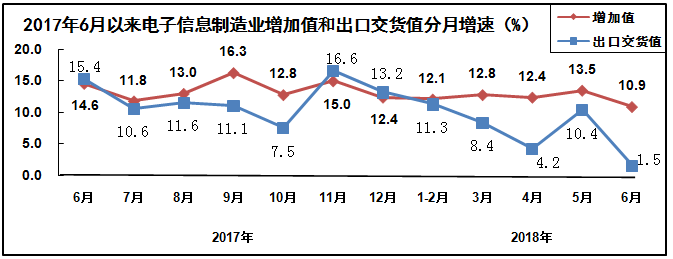 2017年6月以来电子信息制造业增加值和出口交货值分月增速（%）
增加值
出口交货值
20.0
15.0
10.0
5.0
0.0
15.4 11.8 13.0 16.3 12.8 16.6 13.2 12.1 12.8 12.4 13.5 10.9
14.6 10.6 11.6 11.1 7.5 15.0 12.4 11.3 8.4 4.2 10.4 1.5
6月 7月 8月 9月 10月 11月 12月 1-2月 3月 4月 5月 6月
2017年 2018年